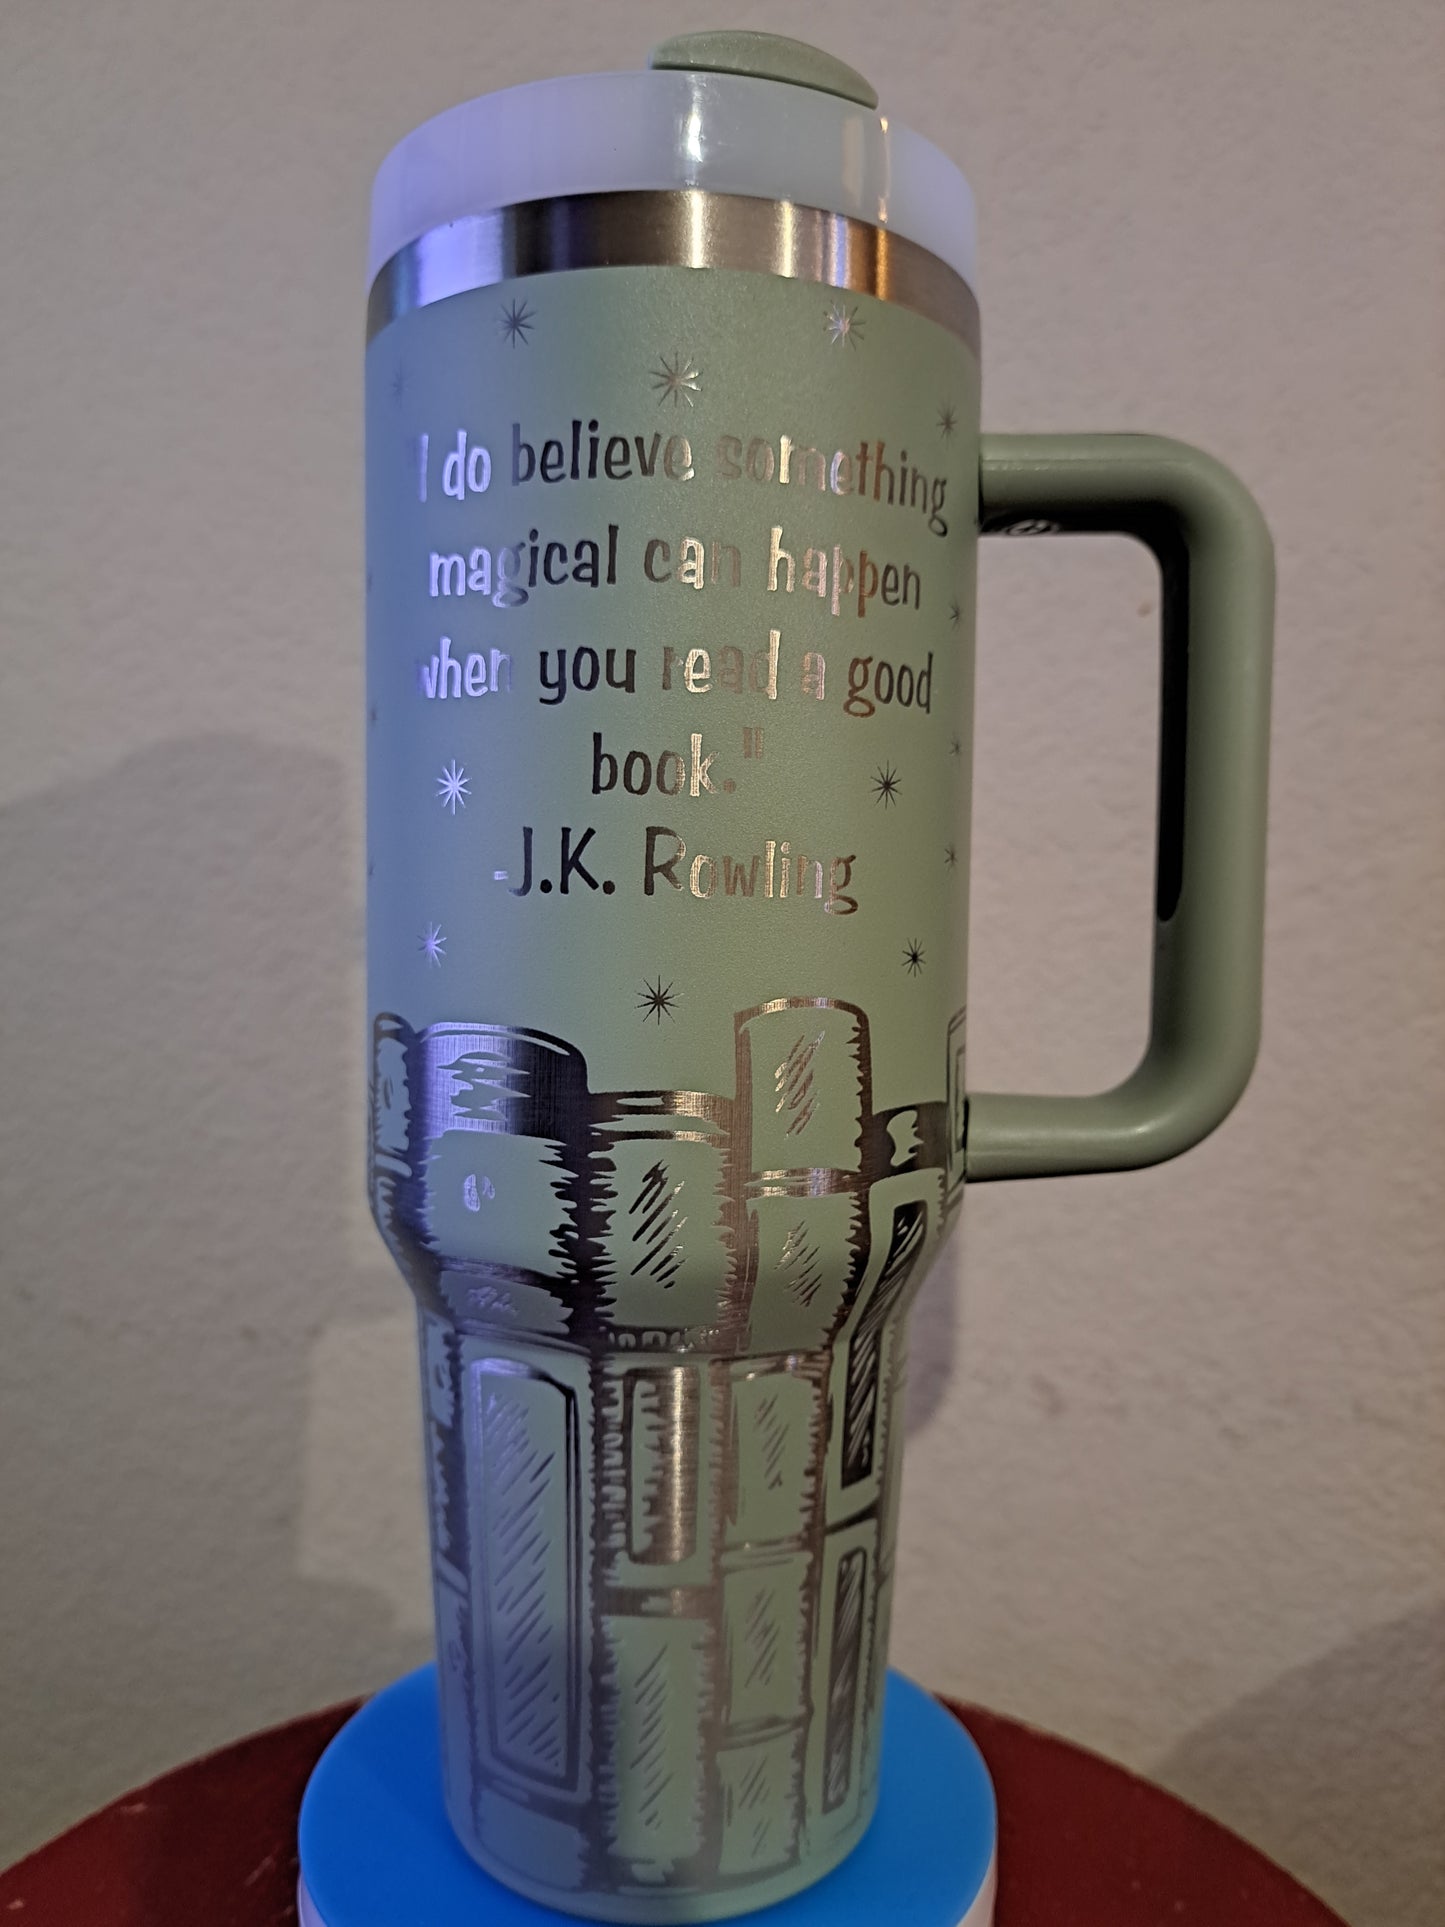 "I do believe something
magical can happen
when you read a good
book."
-J.K. Rowling